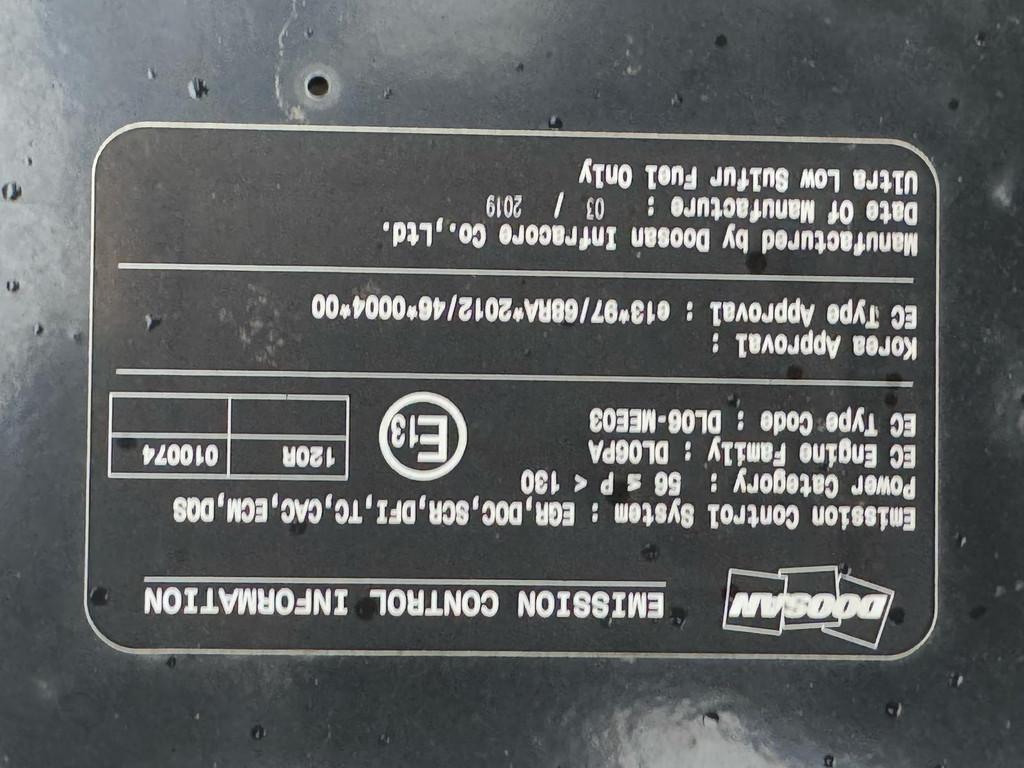 DOOSAN
EMISSION CONTROL INFORMATION
Emission Control System : EGR,DOC,SCR,DFI,TC,CAC,ECM,DQS
Power Category : 56 ≤ P < 130
EC Engine Family : DL06PA
EC Type Code : DL06-MEE03
E13
120R 010074
Korea Approval :
EC Type Approval : e13*97/68RA*2012/46*0004*00
Manufactured by Doosan Infracore Co.,Ltd.
Date Of Manufacture : 03 / 2019
Ultra Low Sulfur Fuel Only